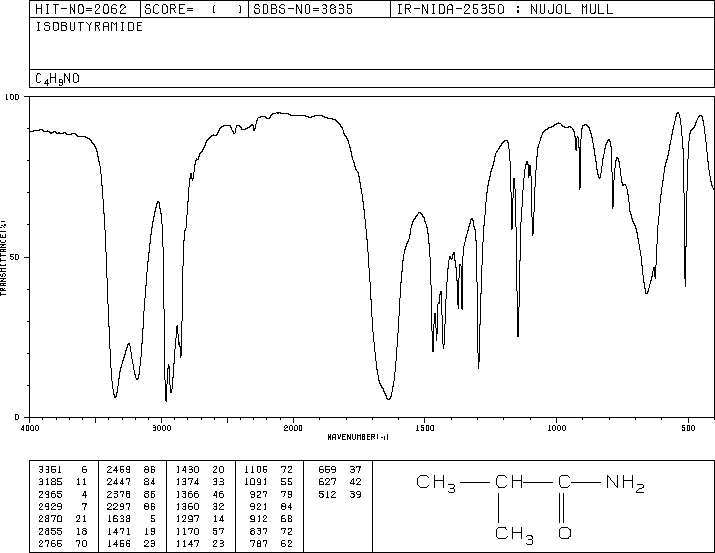 HIT-NO=2062 SCORE= ( ) SDBS-NO=3835 IR-NIDA-25350 : NUJOL MULL
ISOBUTYRAMIDE
C4H9NO
100
50
0
TRANSMITTANCE(%)
4000 3000 2000 1500 1000 500
WAVENUMBER(-1)
3361 6 2469 86 1430 20 1106 72 669 37
3185 11 2447 84 1374 33 1091 55 627 42
2965 4 2378 86 1366 46 927 79 512 39
2929 7 2297 86 1360 32 921 84
2870 21 1638 5 1297 14 912 68
2855 18 1471 19 1170 57 837 72
2766 70 1466 23 1147 23 787 62
CH3 CH C NH2
CH3 O